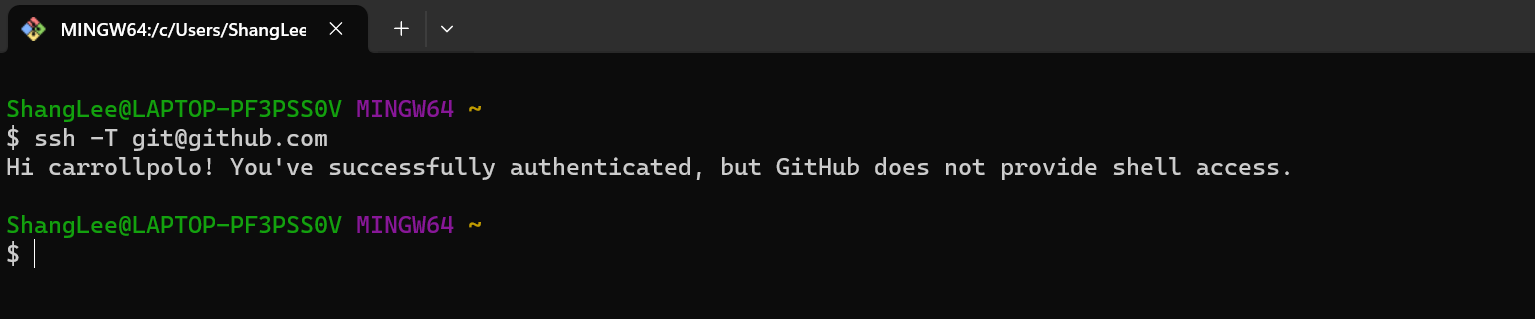 MINGW64:/c/Users/ShangLee
ShangLee@LAPTOP-PF3PSS0V MINGW64 ~
$ ssh -T git@github.com
Hi carrollpolo! You've successfully authenticated, but GitHub does not provide shell access.
ShangLee@LAPTOP-PF3PSS0V MINGW64 ~
$